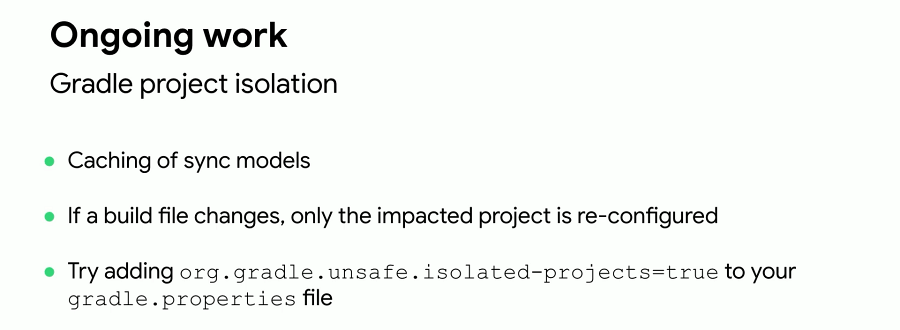 Ongoing work
Gradle project isolation
● Caching of sync models
● If a build file changes, only the impacted project is re-configured
● Try adding org.gradle.unsafe.isolated-projects=true to your
gradle.properties file